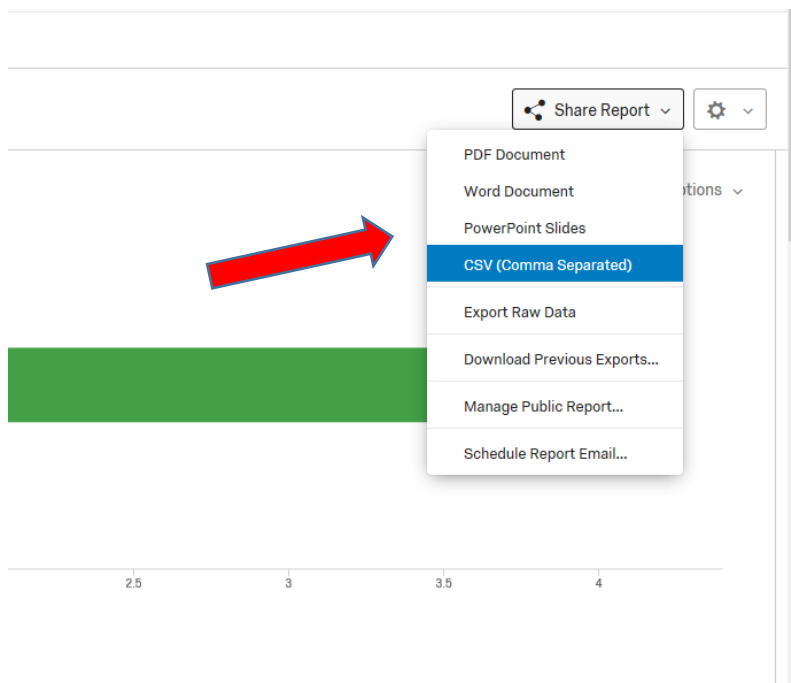 Share Report
PDF Document
Word Document
ptions
PowerPoint Slides
CSV (Comma Separated)
Export Raw Data
Download Previous Exports...
Manage Public Report...
Schedule Report Email...
2.5 3 3.5 4